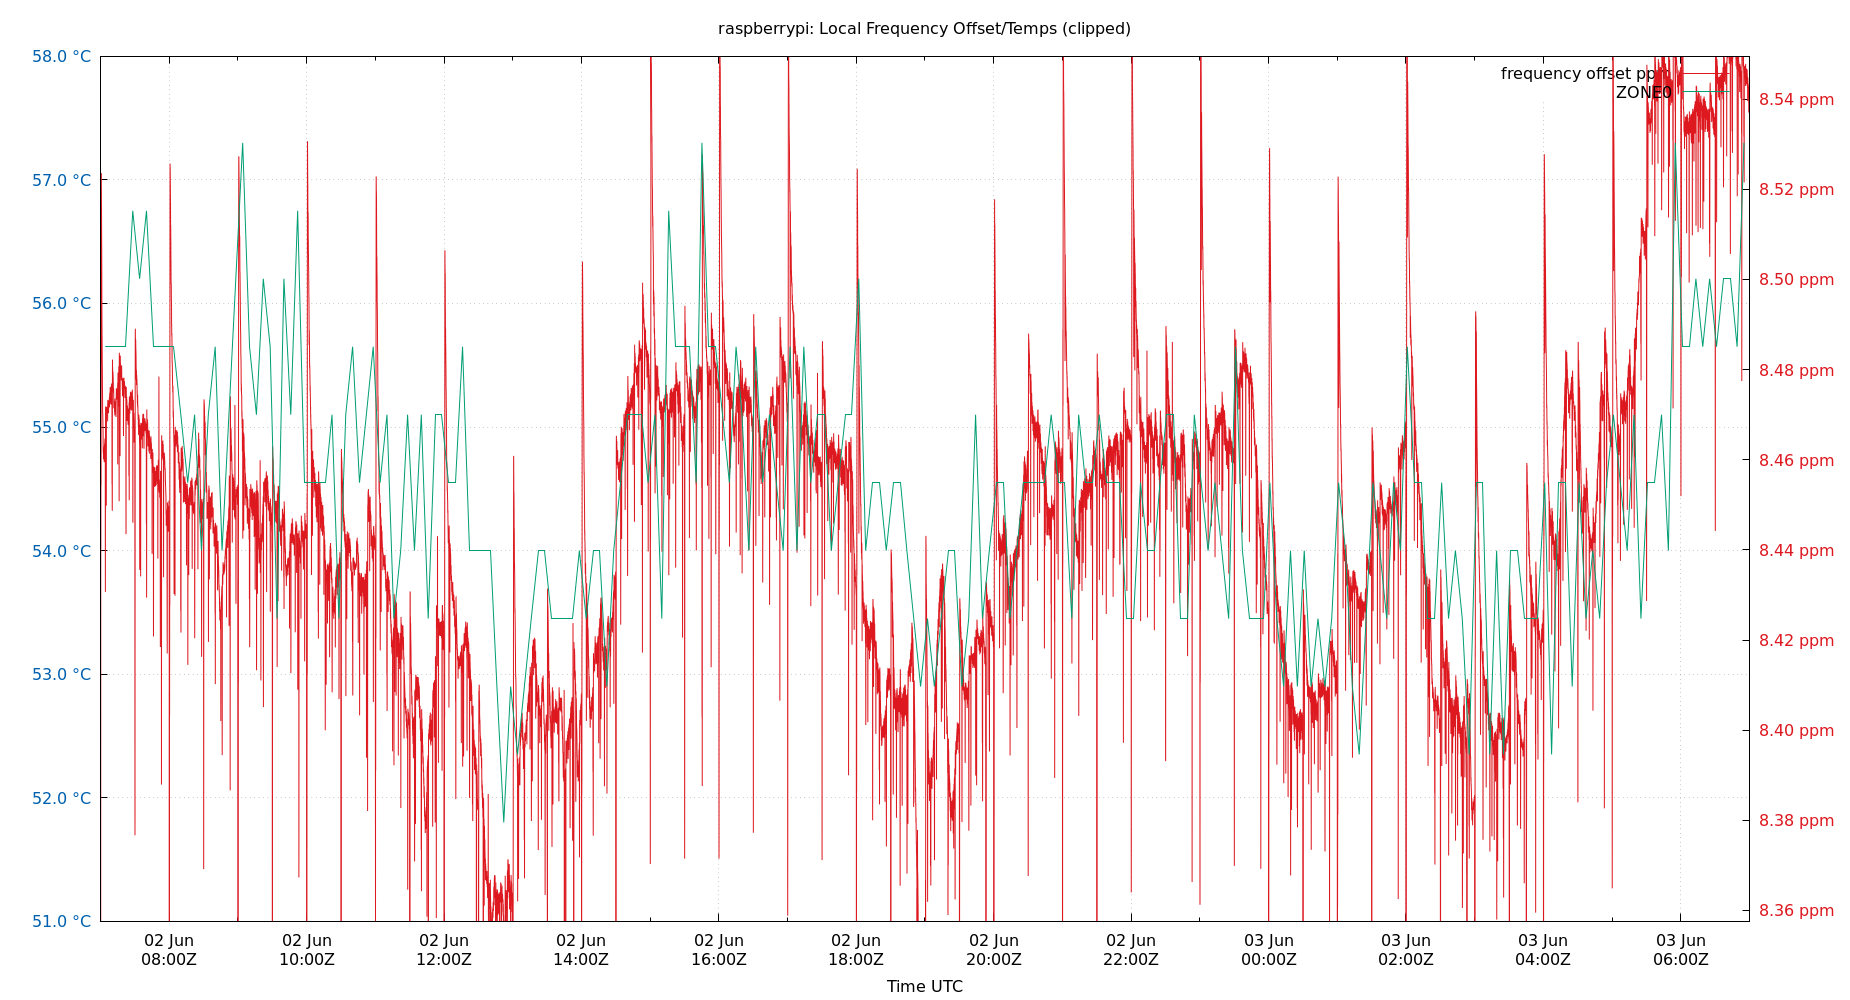 raspberrypi: Local Frequency Offset/Temps (clipped)
58.0 °C
57.0 °C
56.0 °C
55.0 °C
54.0 °C
53.0 °C
52.0 °C
51.0 °C
frequency offset
ZONE0
8.54 ppm
8.52 ppm
8.50 ppm
8.48 ppm
8.46 ppm
8.44 ppm
8.42 ppm
8.40 ppm
8.38 ppm
8.36 ppm
02 Jun 02 Jun 02 Jun 02 Jun 02 Jun 02 Jun 02 Jun 02 Jun 03 Jun 03 Jun 03 Jun 03 Jun
08:00Z 10:00Z 12:00Z 14:00Z 16:00Z 18:00Z 20:00Z 22:00Z 00:00Z 02:00Z 04:00Z 06:00Z
Time UTC